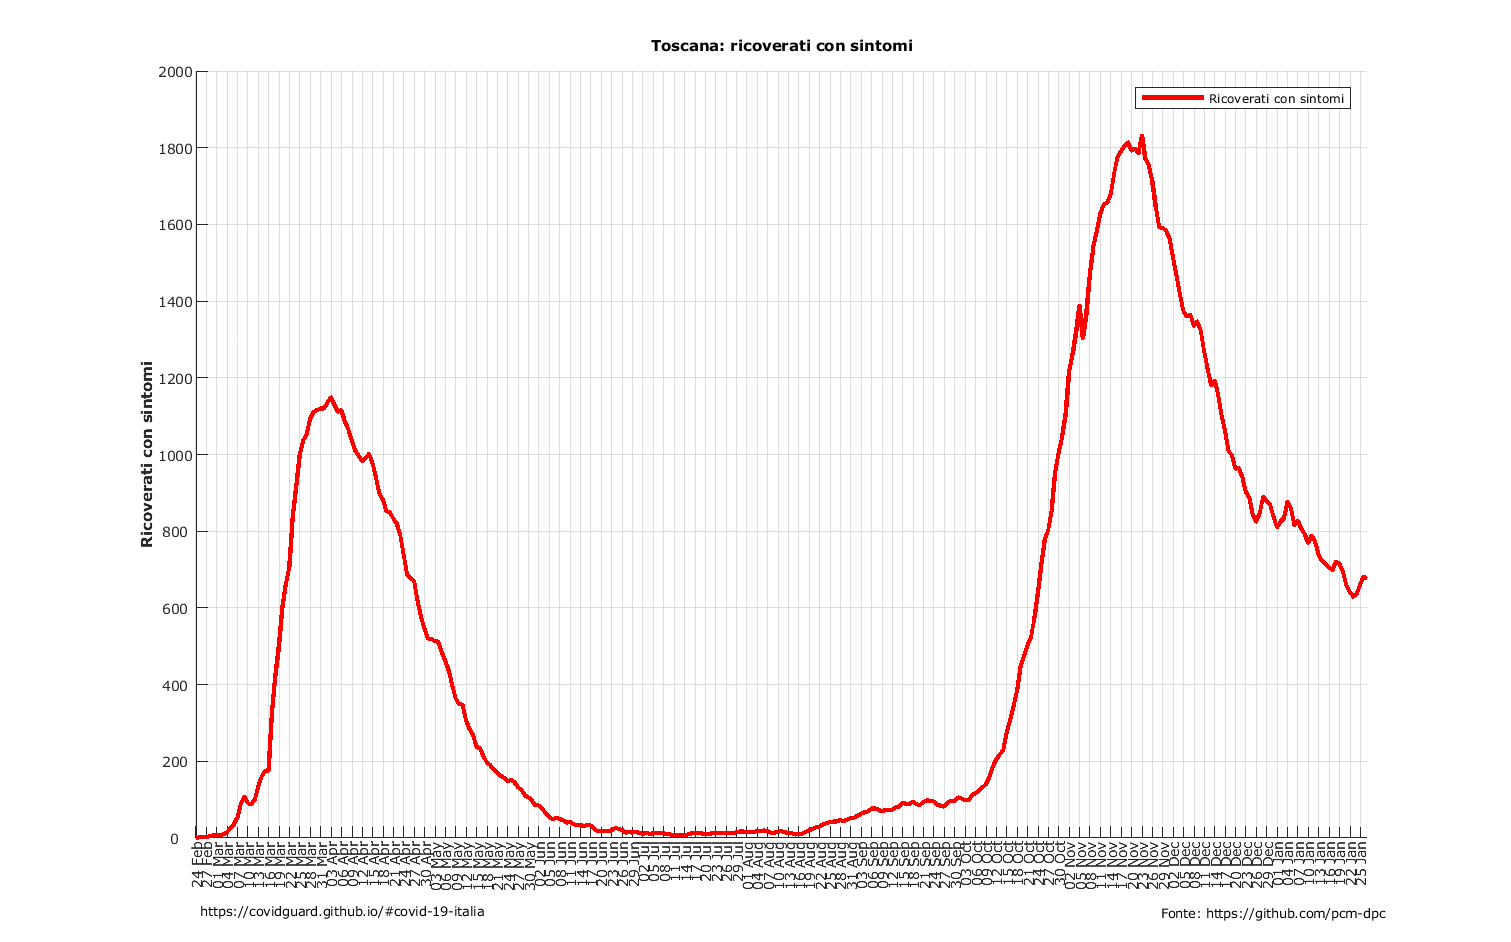 Toscana: ricoverati con sintomi
Ricoverati con sintomi
2000
1800
1600
1400
1200
1000
800
600
400
200
0
Ricoverati con sintomi
24 Feb
27 Feb
01 Mar
04 Mar
07 Mar
10 Mar
13 Mar
16 Mar
19 Mar
22 Mar
25 Mar
28 Mar
31 Mar
03 Apr
06 Apr
09 Apr
12 Apr
15 Apr
18 Apr
21 Apr
24 Apr
27 Apr
30 Apr
03 May
06 May
09 May
12 May
15 May
18 May
21 May
24 May
27 May
30 May
02 Jun
05 Jun
08 Jun
11 Jun
14 Jun
17 Jun
20 Jun
23 Jun
26 Jun
29 Jun
02 Jul
05 Jul
08 Jul
11 Jul
14 Jul
17 Jul
20 Jul
23 Jul
26 Jul
29 Jul
01 Aug
04 Aug
07 Aug
10 Aug
13 Aug
16 Aug
19 Aug
22 Aug
25 Aug
28 Aug
31 Aug
03 Sep
06 Sep
09 Sep
12 Sep
15 Sep
18 Sep
21 Sep
24 Sep
27 Sep
30 Sep
03 Oct
06 Oct
09 Oct
12 Oct
15 Oct
18 Oct
21 Oct
24 Oct
27 Oct
30 Oct
02 Nov
05 Nov
08 Nov
11 Nov
14 Nov
17 Nov
20 Nov
23 Nov
26 Nov
29 Nov
02 Dec
05 Dec
08 Dec
11 Dec
14 Dec
17 Dec
20 Dec
23 Dec
26 Dec
29 Dec
01 Jan
04 Jan
07 Jan
10 Jan
13 Jan
16 Jan
19 Jan
22 Jan
25 Jan
https://covidguard.github.io/#covid-19-italia
Fonte: https://github.com/pcm-dpc